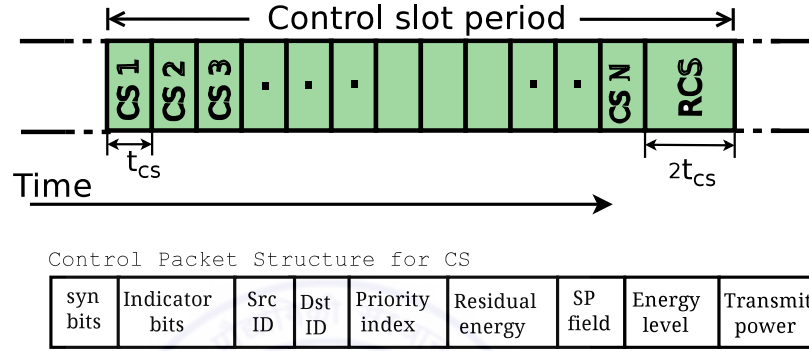 Control slot period
CS 1 CS 2 CS 3 . . . . . CS N RCS
tcs 2tcs
Time
Control Packet Structure for CS
syn bits Indicator bits Src ID Dst ID Priority index Residual energy SP field Energy level Transmit power